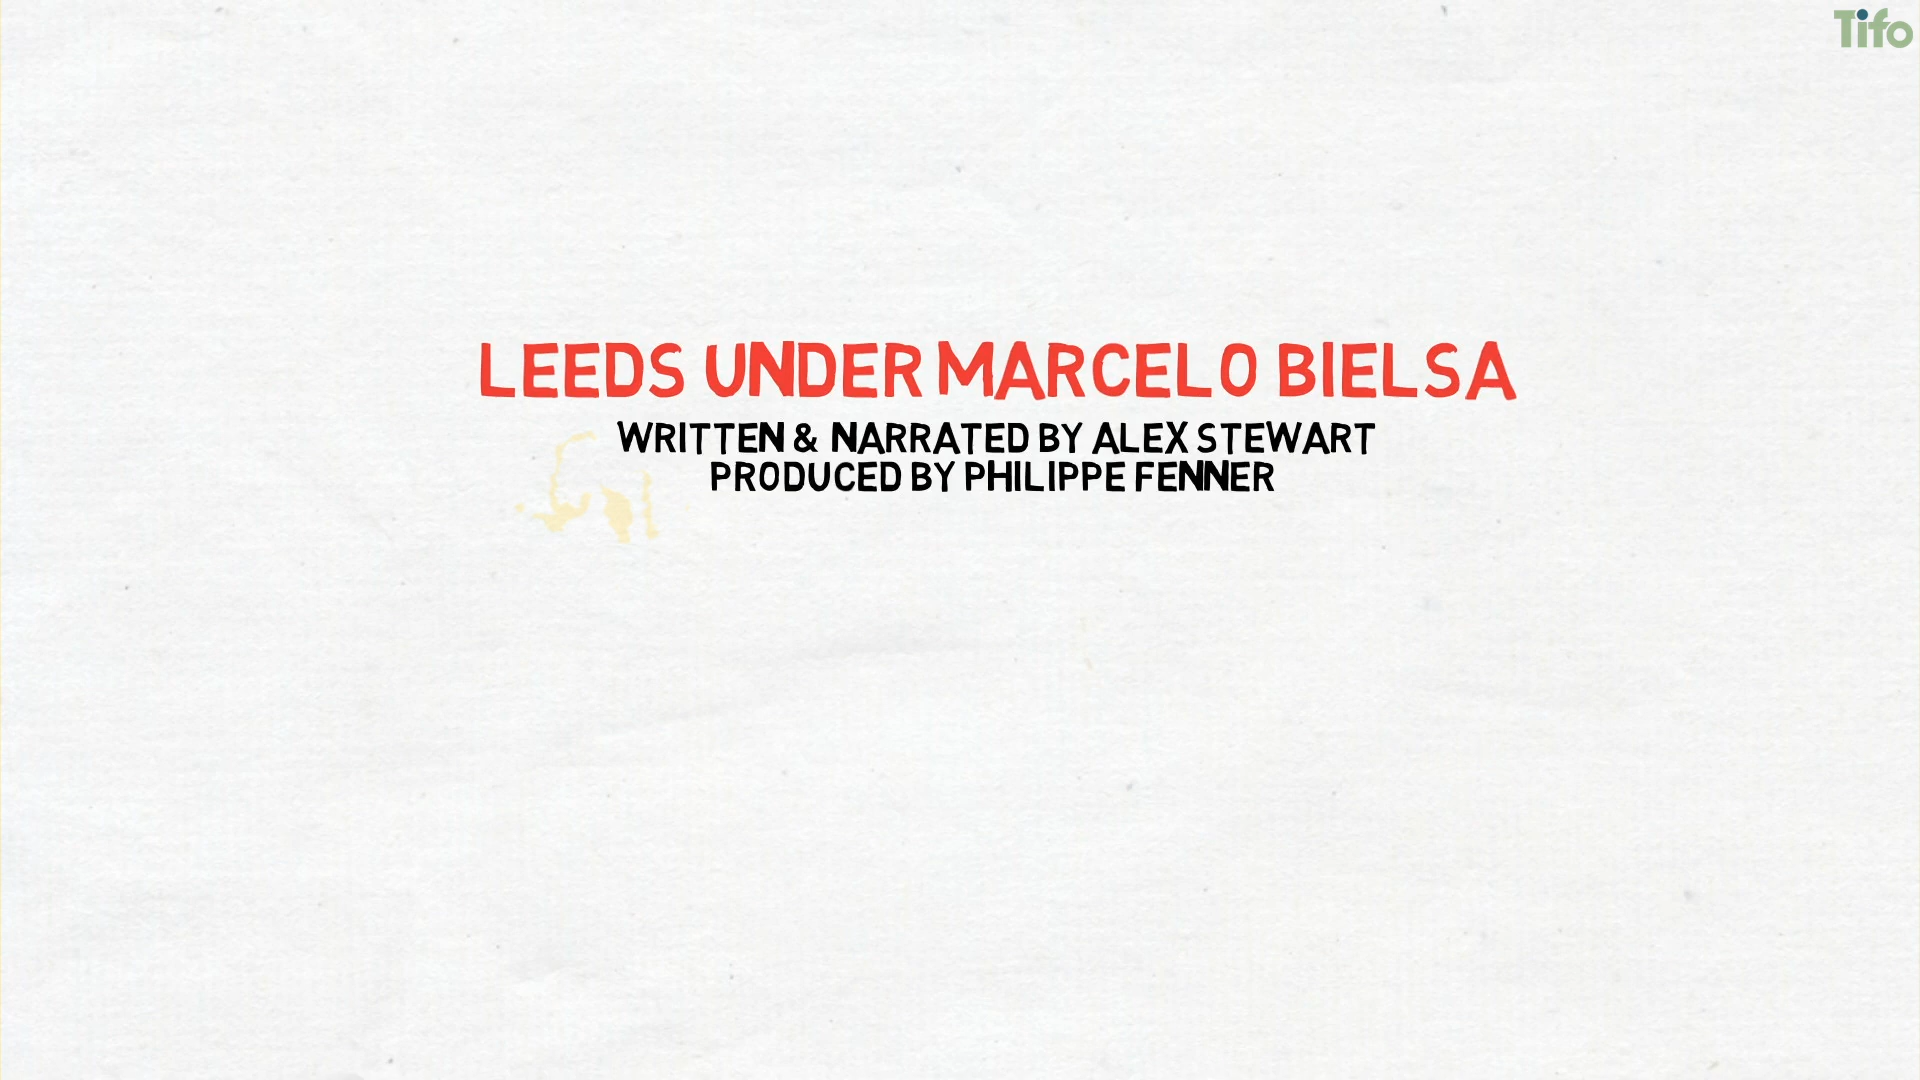 Tifo
LEEDS UNDER MARCELO BIELSA
WRITTEN & NARRATED BY ALEX STEWART
PRODUCED BY PHILIPPE FENNER